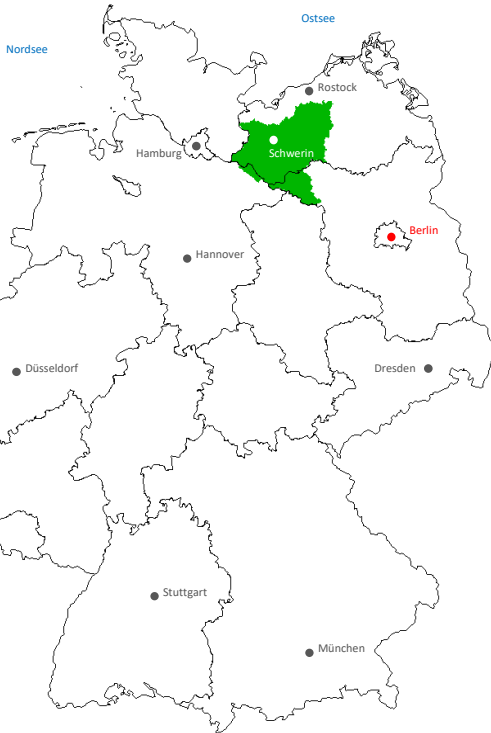 Ostsee
Nordsee
Rostock
Hamburg
Schwerin
Berlin
Hannover
Düsseldorf
Dresden
Stuttgart
München